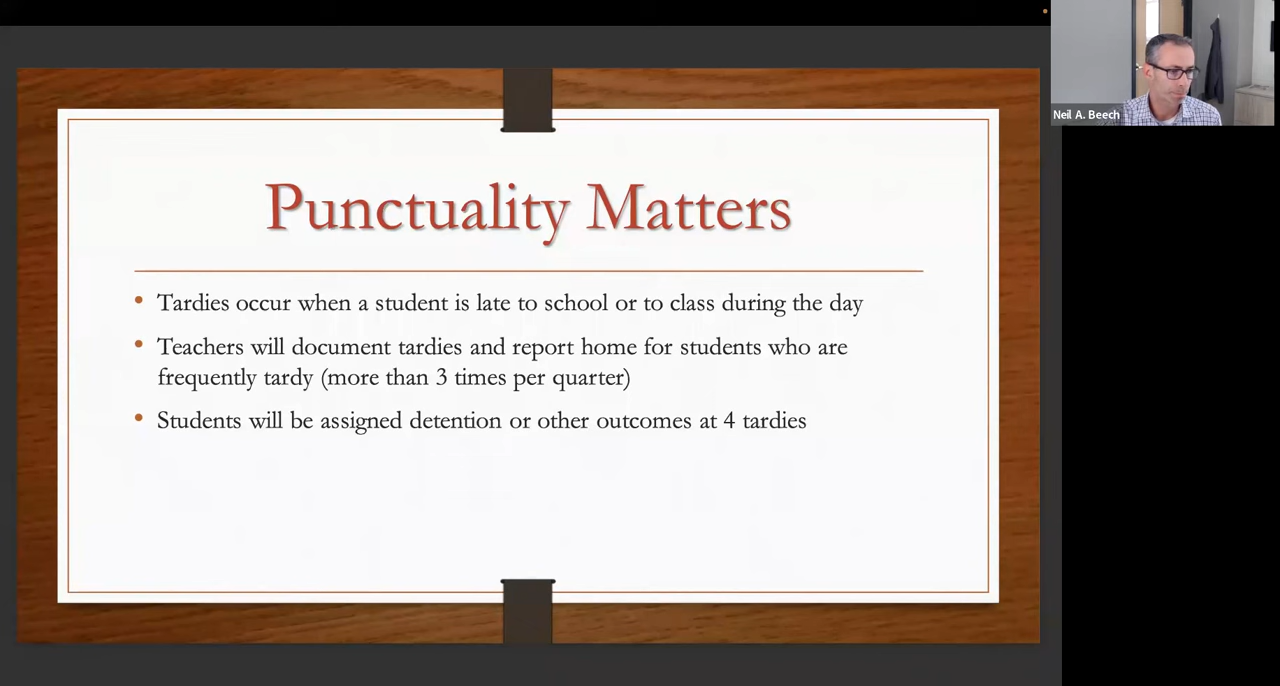 Neil A. Beech
Punctuality Matters
• Tardies occur when a student is late to school or to class during the day
• Teachers will document tardies and report home for students who are
frequently tardy (more than 3 times per quarter)
• Students will be assigned detention or other outcomes at 4 tardies